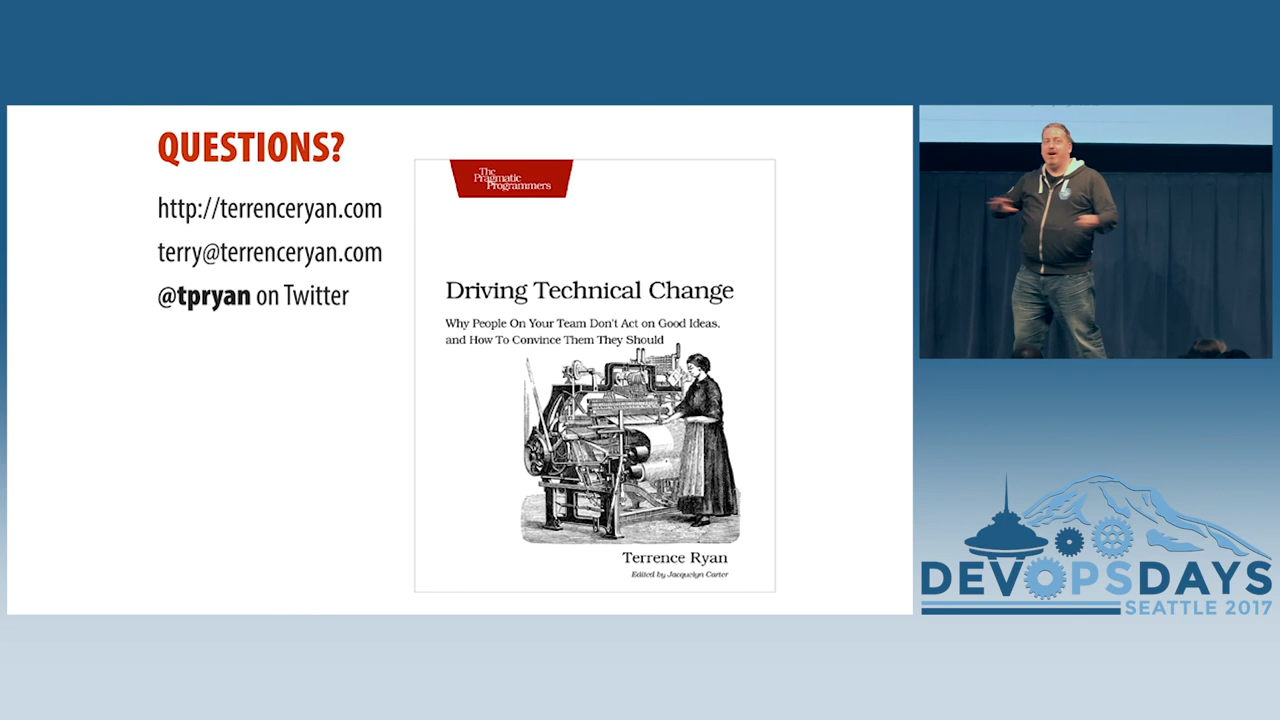 QUESTIONS?
http://terrenceryan.com
terry@terrenceryan.com
@tpryan on Twitter
The
Pragmatic
Programmers
Driving Technical Change
Why People On Your Team Don't Act on Good Ideas,
and How To Convince Them They Should
Terrence Ryan
Edited by Jacquelyn Carter
DEVOPSDAYS
SEATTLE 2017